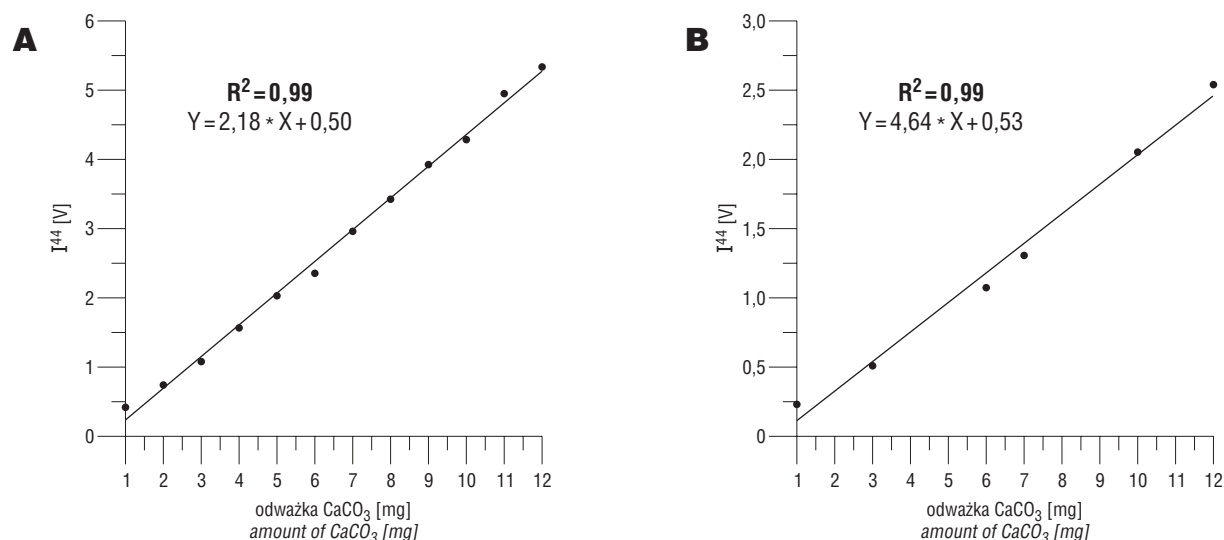 A
6
5
4
3
2
1
0
I⁴⁴ [V]
R²=0,99
Y=2,18 * X+0,50
1 2 3 4 5 6 7 8 9 10 11 12
odważka CaCO₃ [mg]
amount of CaCO₃ [mg]
B
3,0
2,5
2,0
1,5
1,0
0,5
0,0
I⁴⁴ [V]
R²=0,99
Y=4,64 * X+0,53
1 2 3 4 5 6 7 8 9 10 11 12
odważka CaCO₃ [mg]
amount of CaCO₃ [mg]